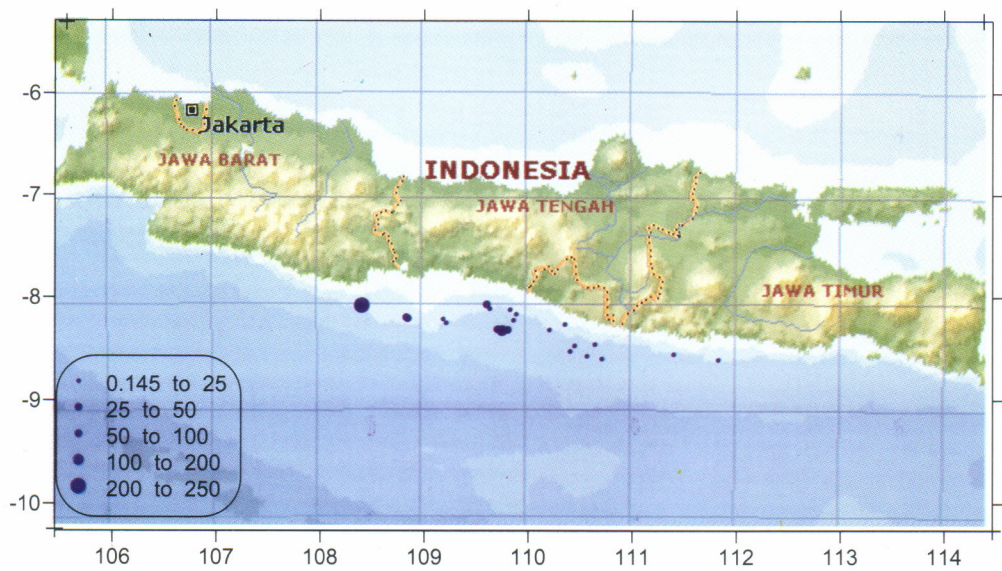 -6
-7
-8
-9
-10
Jakarta
JAWA BARAT
INDONESIA
JAWA TENGAH
JAWA TIMUR
0.145 to 25
25 to 50
50 to 100
100 to 200
200 to 250
106 107 108 109 110 111 112 113 114